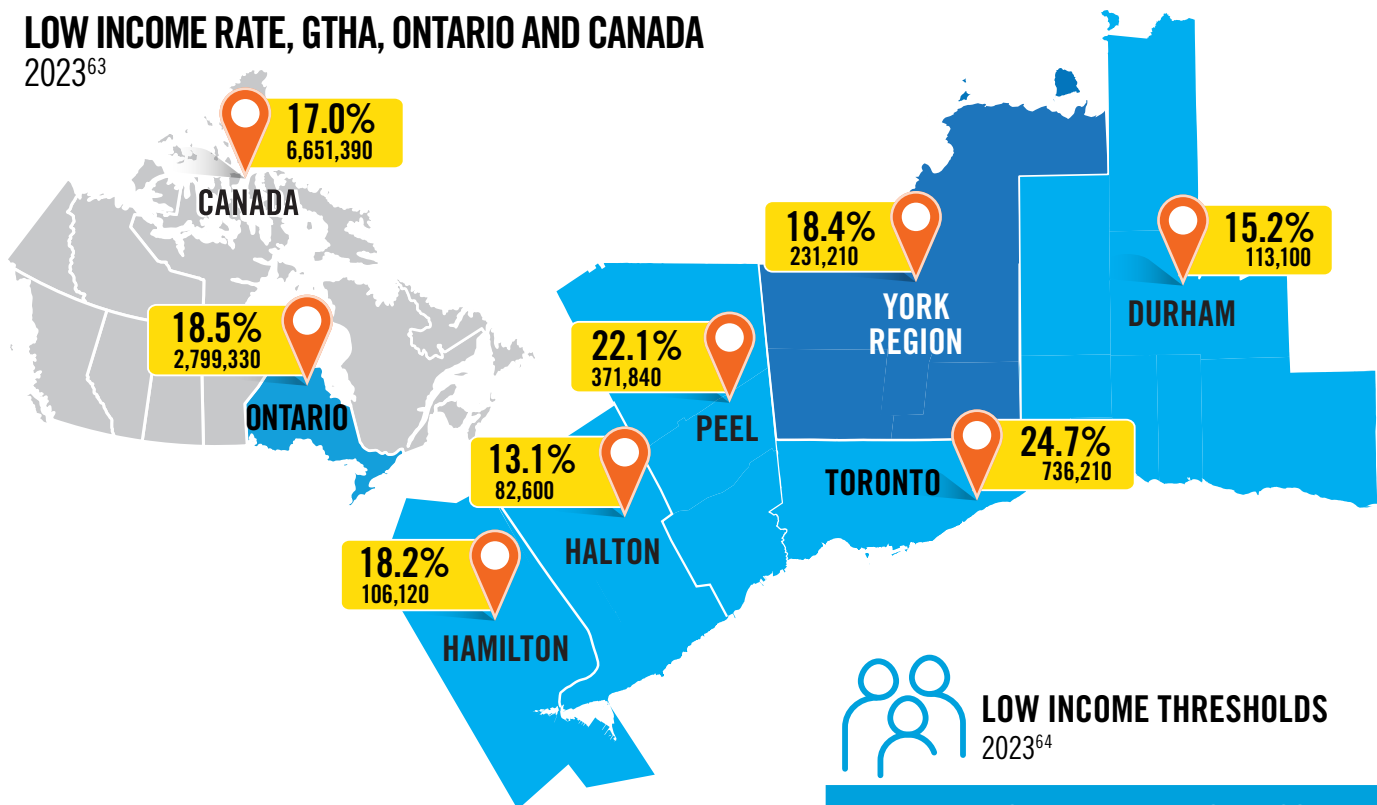 LOW INCOME RATE, GTHA, ONTARIO AND CANADA
2023⁶³
17.0%
6,651,390
CANADA
18.5%
2,799,330
ONTARIO
18.4%
231,210
YORK
REGION
15.2%
113,100
DURHAM
22.1%
371,840
PEEL
24.7%
736,210
TORONTO
13.1%
82,600
HALTON
18.2%
106,120
HAMILTON
LOW INCOME THRESHOLDS
2023⁶⁴